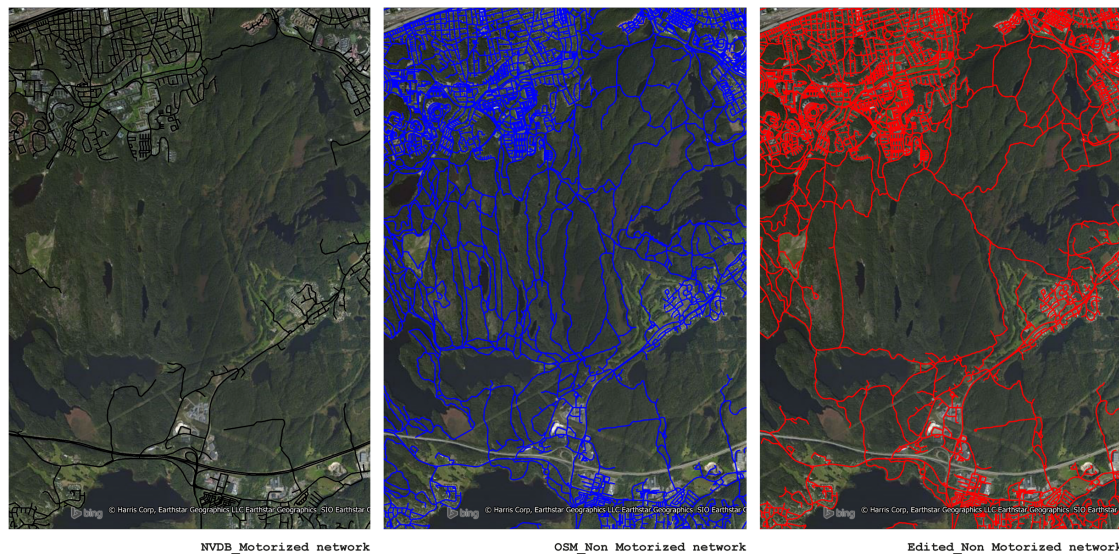 bing © Harris Corp, Earthstar Geographics LLC Earthstar Geographics SIO Earthstar G
bing © Harris Corp, Earthstar Geographics LLC Earthstar Geographics SIO Earthstar G
bing © Harris Corp, Earthstar Geographics LLC Earthstar Geographics SIO Earthstar
NVDB_Motorized network
OSM_Non Motorized network
Edited_Non Motorized network